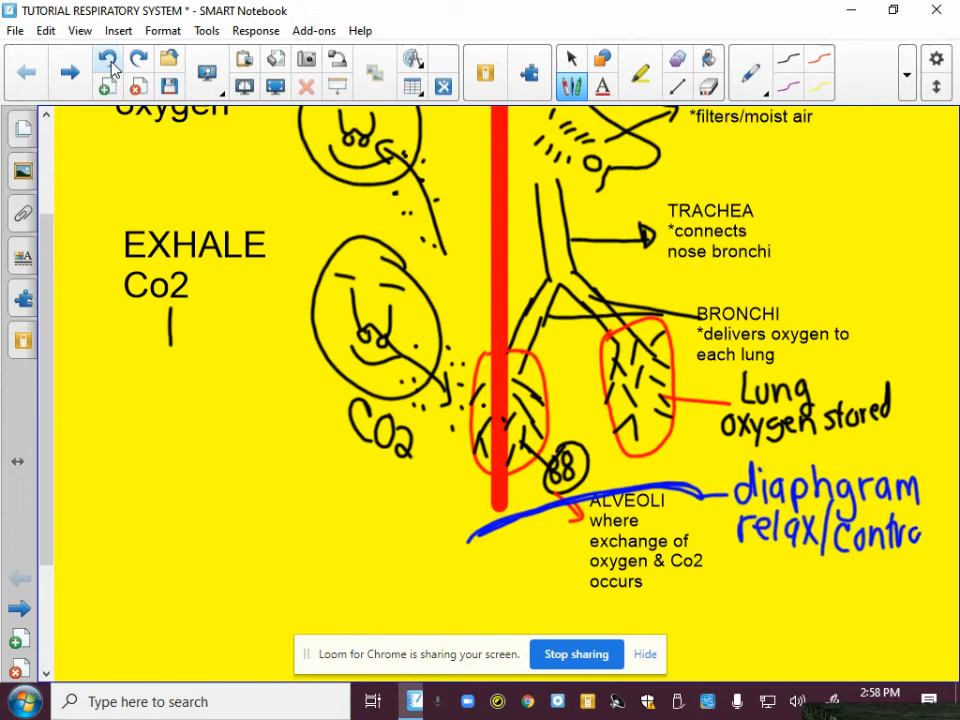 TUTORIAL RESPIRATORY SYSTEM * - SMART Notebook
File Edit View Insert Format Tools Response Add-ons Help
oxygen
*filters/moist air
TRACHEA
*connects
nose bronchi
EXHALE
Co2
BRONCHI
*delivers oxygen to
each lung
Lung
oxygen stored
CO2
diaphgram
relax/Contrc
ALVEOLI
where
exchange of
oxygen & Co2
occurs
Loom for Chrome is sharing your screen. Stop sharing Hide
Type here to search
2:58 PM